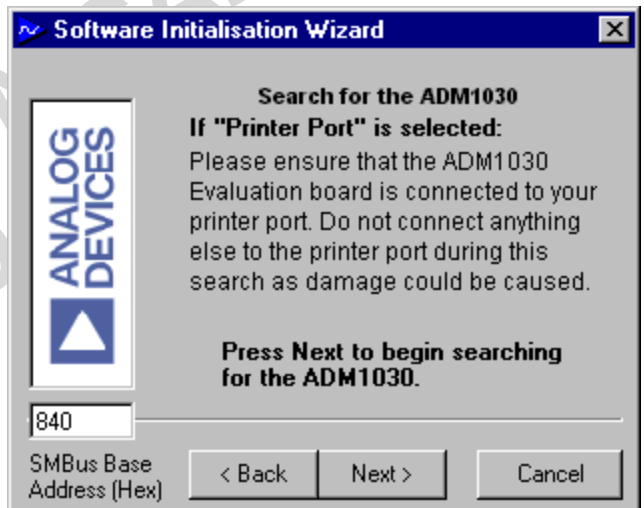 Software Initialisation Wizard
Search for the ADM1030
If "Printer Port" is selected:
Please ensure that the ADM1030
Evaluation board is connected to your
printer port. Do not connect anything
else to the printer port during this
search as damage could be caused.
Press Next to begin searching
for the ADM1030.
ANALOG
DEVICES
840
SMBus Base
Address (Hex)
< Back
Next >
Cancel